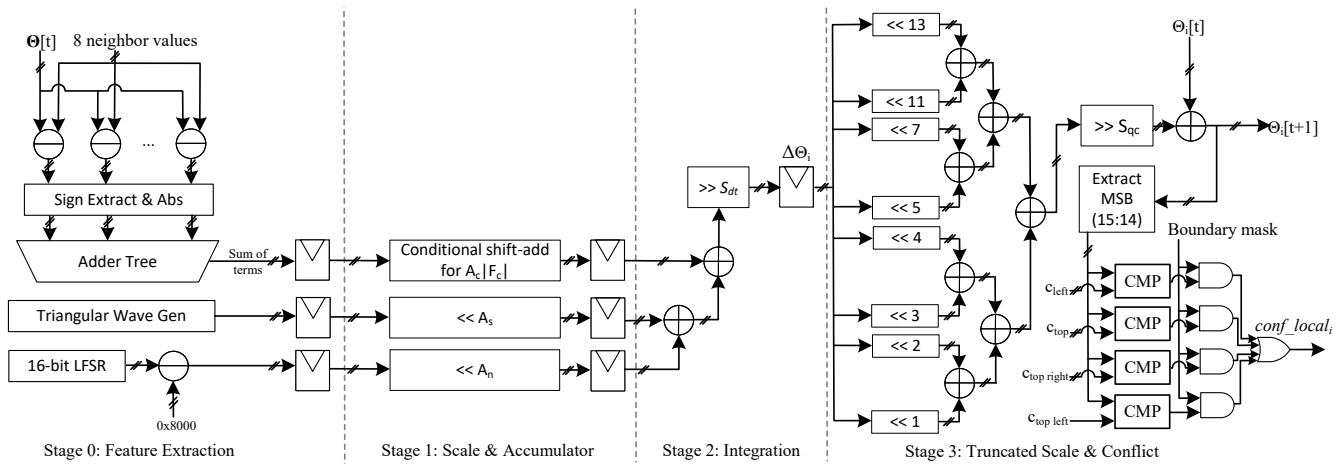 Θ[t]
8 neighbor values
...
Sign Extract & Abs
Adder Tree
Sum of
terms
Triangular Wave Gen
16-bit LFSR
0x8000
Stage 0: Feature Extraction
Conditional shift-add
for A_c|F_c|
<< A_s
<< A_n
Stage 1: Scale & Accumulator
>> S_dt
ΔΘ_i
Stage 2: Integration
<< 13
<< 11
<< 7
<< 5
<< 4
<< 3
<< 2
<< 1
>> S_qc
Θ_i[t]
Θ_i[t+1]
Extract
MSB
(15:14)
Boundary mask
c_left
CMP
c_top
CMP
c_top right
CMP
c_top left
CMP
conf_local_i
Stage 3: Truncated Scale & Conflict